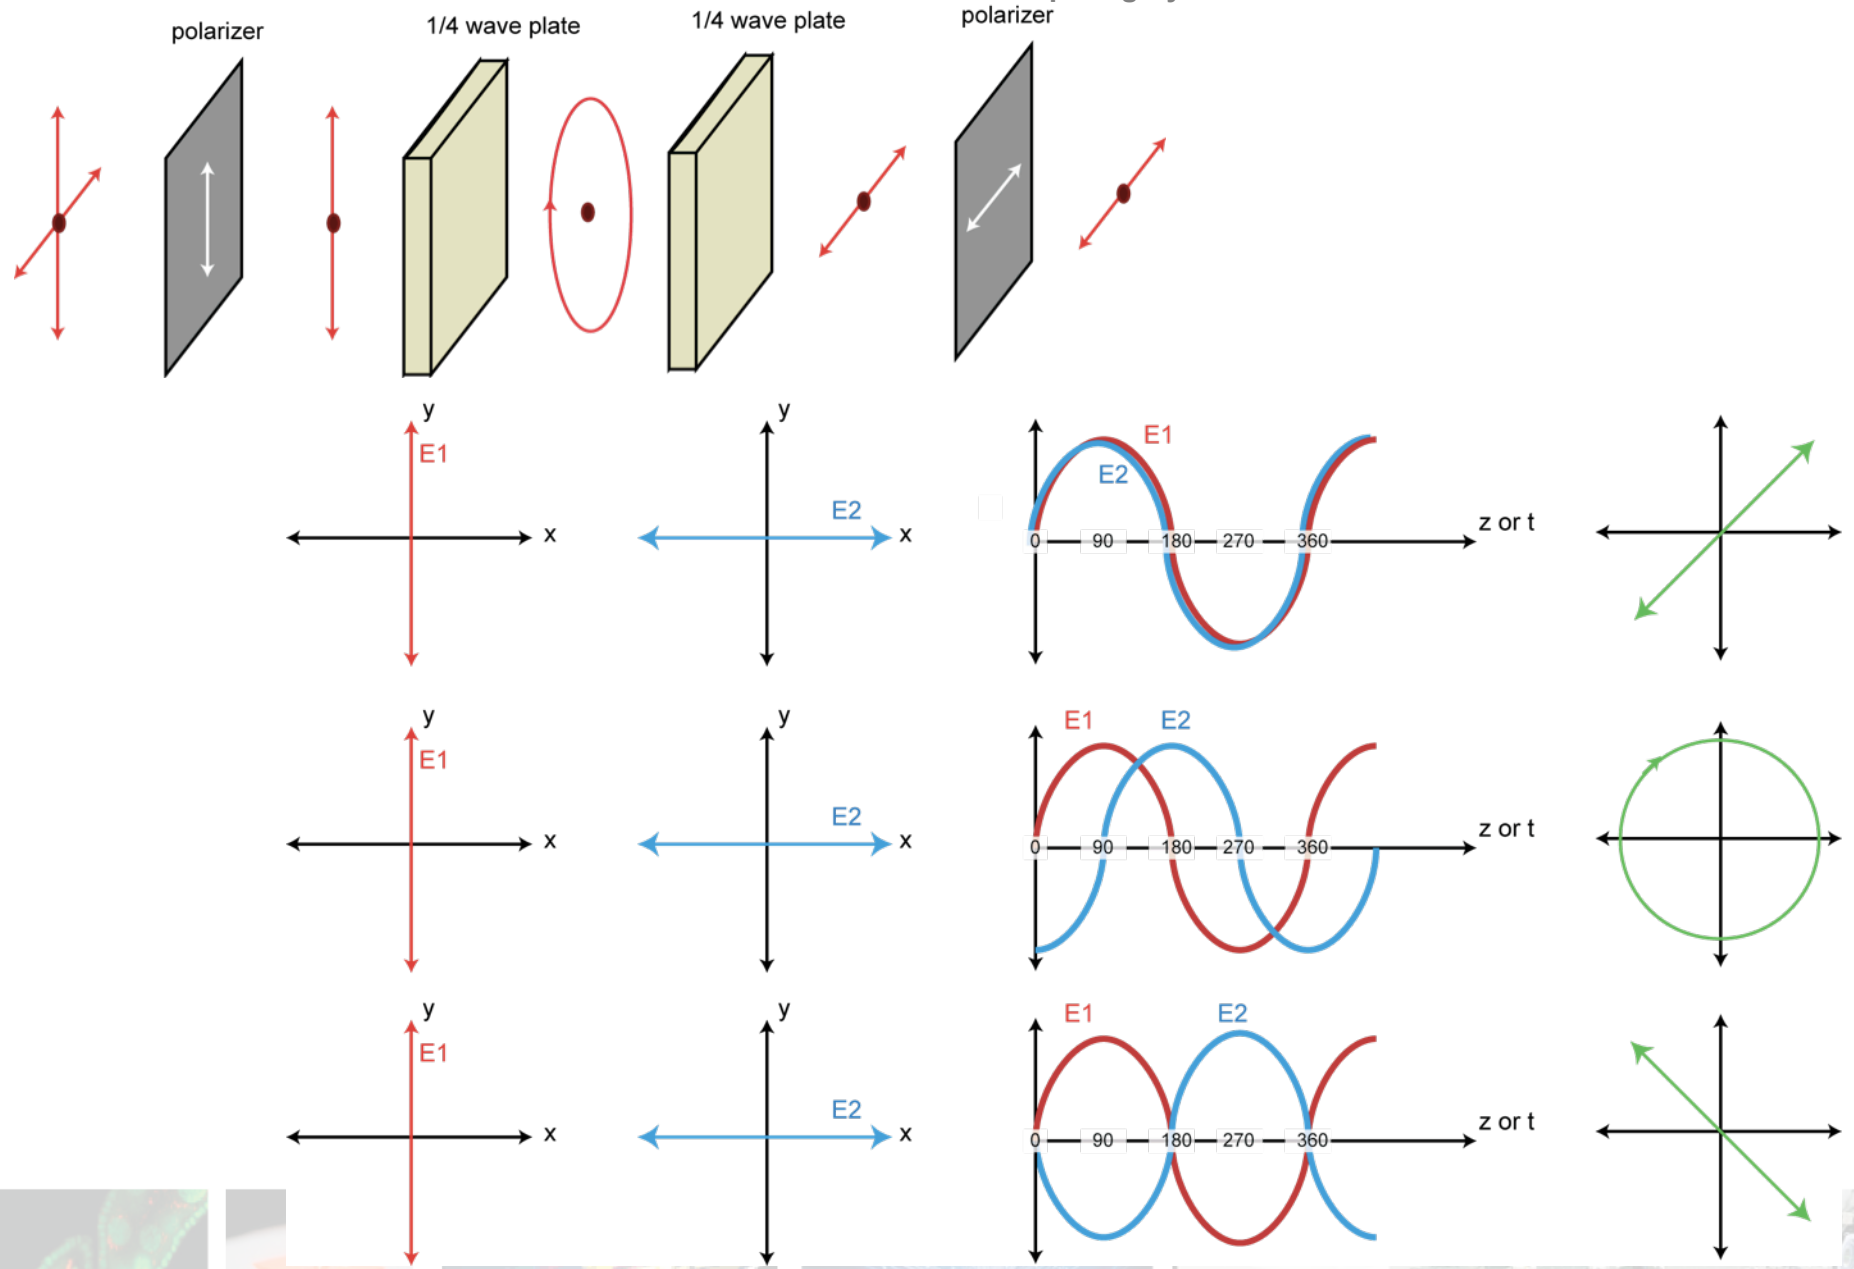 polarizer
1/4 wave plate
1/4 wave plate
polarizer
y
E1
x
y
E2
x
E1
E2
0 90 180 270 360
z or t
y
E1
x
y
E2
x
E1 E2
0 90 180 270 360
z or t
y
E1
x
y
E2
x
E1 E2
0 90 180 270 360
z or t